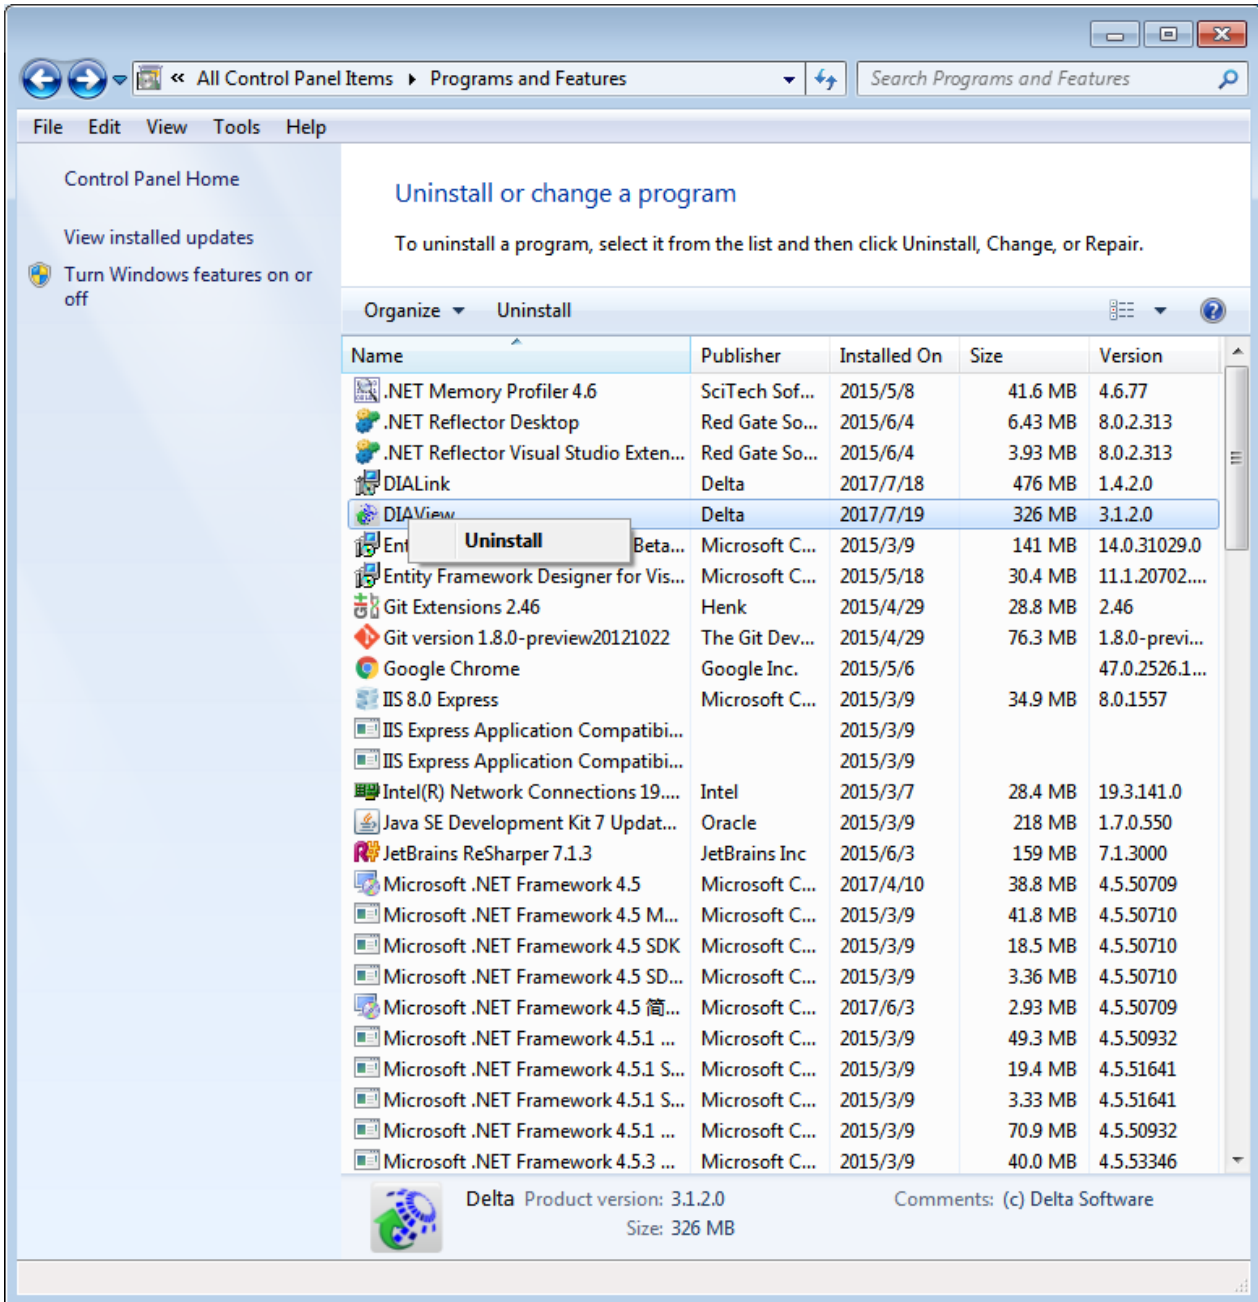 « All Control Panel Items ▸ Programs and Features
Search Programs and Features
File Edit View Tools Help
Control Panel Home
View installed updates
Turn Windows features on or
off
Uninstall or change a program
To uninstall a program, select it from the list and then click Uninstall, Change, or Repair.
Organize Uninstall
Name Publisher Installed On Size Version
.NET Memory Profiler 4.6 SciTech Sof... 2015/5/8 41.6 MB 4.6.77
.NET Reflector Desktop Red Gate So... 2015/6/4 6.43 MB 8.0.2.313
.NET Reflector Visual Studio Exten... Red Gate So... 2015/6/4 3.93 MB 8.0.2.313
DIALink Delta 2017/7/18 476 MB 1.4.2.0
DIAView Delta 2017/7/19 326 MB 3.1.2.0
Uninstall
Ent Beta... Microsoft C... 2015/3/9 141 MB 14.0.31029.0
Entity Framework Designer for Vis... Microsoft C... 2015/5/18 30.4 MB 11.1.20702....
Git Extensions 2.46 Henk 2015/4/29 28.8 MB 2.46
Git version 1.8.0-preview20121022 The Git Dev... 2015/4/29 76.3 MB 1.8.0-previ...
Google Chrome Google Inc. 2015/5/6 47.0.2526.1...
IIS 8.0 Express Microsoft C... 2015/3/9 34.9 MB 8.0.1557
IIS Express Application Compatibi... 2015/3/9
IIS Express Application Compatibi... 2015/3/9
Intel(R) Network Connections 19.... Intel 2015/3/7 28.4 MB 19.3.141.0
Java SE Development Kit 7 Updat... Oracle 2015/3/9 218 MB 1.7.0.550
JetBrains ReSharper 7.1.3 JetBrains Inc 2015/6/3 159 MB 7.1.3000
Microsoft .NET Framework 4.5 Microsoft C... 2017/4/10 38.8 MB 4.5.50709
Microsoft .NET Framework 4.5 M... Microsoft C... 2015/3/9 41.8 MB 4.5.50710
Microsoft .NET Framework 4.5 SDK Microsoft C... 2015/3/9 18.5 MB 4.5.50710
Microsoft .NET Framework 4.5 SD... Microsoft C... 2015/3/9 3.36 MB 4.5.50710
Microsoft .NET Framework 4.5 简... Microsoft C... 2017/6/3 2.93 MB 4.5.50709
Microsoft .NET Framework 4.5.1 ... Microsoft C... 2015/3/9 49.3 MB 4.5.50932
Microsoft .NET Framework 4.5.1 S... Microsoft C... 2015/3/9 19.4 MB 4.5.51641
Microsoft .NET Framework 4.5.1 S... Microsoft C... 2015/3/9 3.33 MB 4.5.51641
Microsoft .NET Framework 4.5.1 ... Microsoft C... 2015/3/9 70.9 MB 4.5.50932
Microsoft .NET Framework 4.5.3 ... Microsoft C... 2015/3/9 40.0 MB 4.5.53346
Delta Product version: 3.1.2.0 Comments: (c) Delta Software
Size: 326 MB